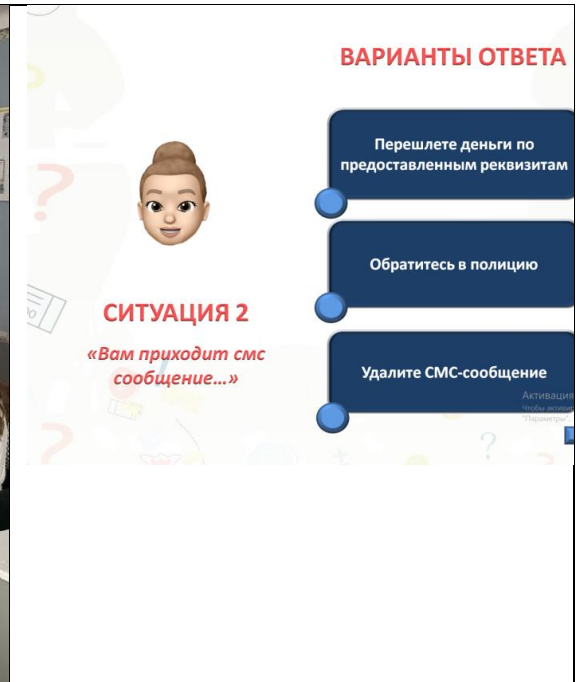 ВАРИАНТЫ ОТВЕТА
Перешлете деньги по
предоставленным реквизитам
Обратитесь в полицию
СИТУАЦИЯ 2
«Вам приходит смс
сообщение…»
Удалите СМС-сообщение
Активация
"Параметры".